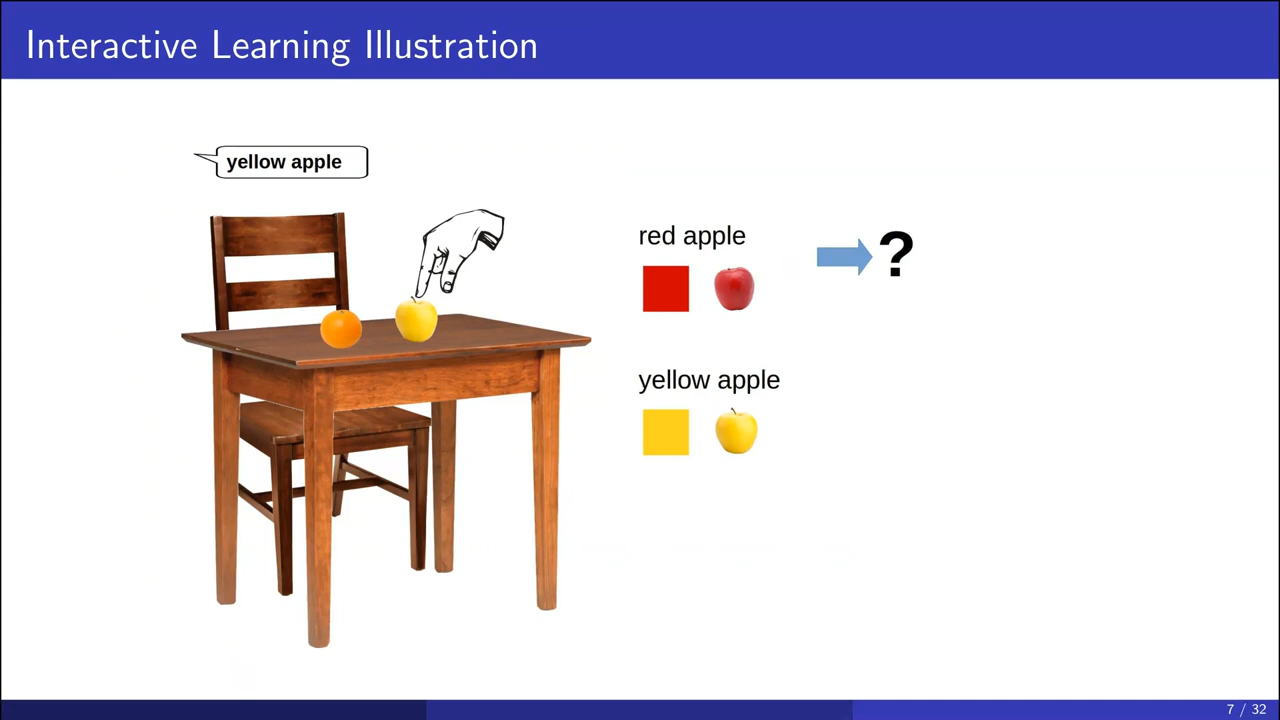 Interactive Learning Illustration
yellow apple
red apple
?
yellow apple
7 / 32